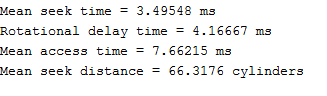 Mean seek time = 3.49548 ms
Rotational delay time = 4.16667 ms
Mean access time = 7.66215 ms
Mean seek distance = 66.3176 cylinders